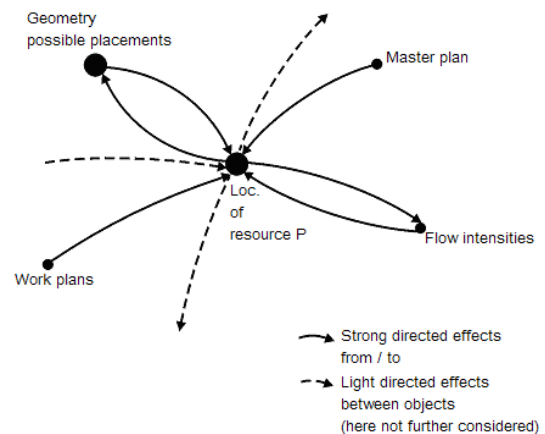 Geometry
possible placements
Master plan
Loc.
of
resource P
Flow intensities
Work plans
Strong directed effects
from / to
Light directed effects
between objects
(here not further considered)